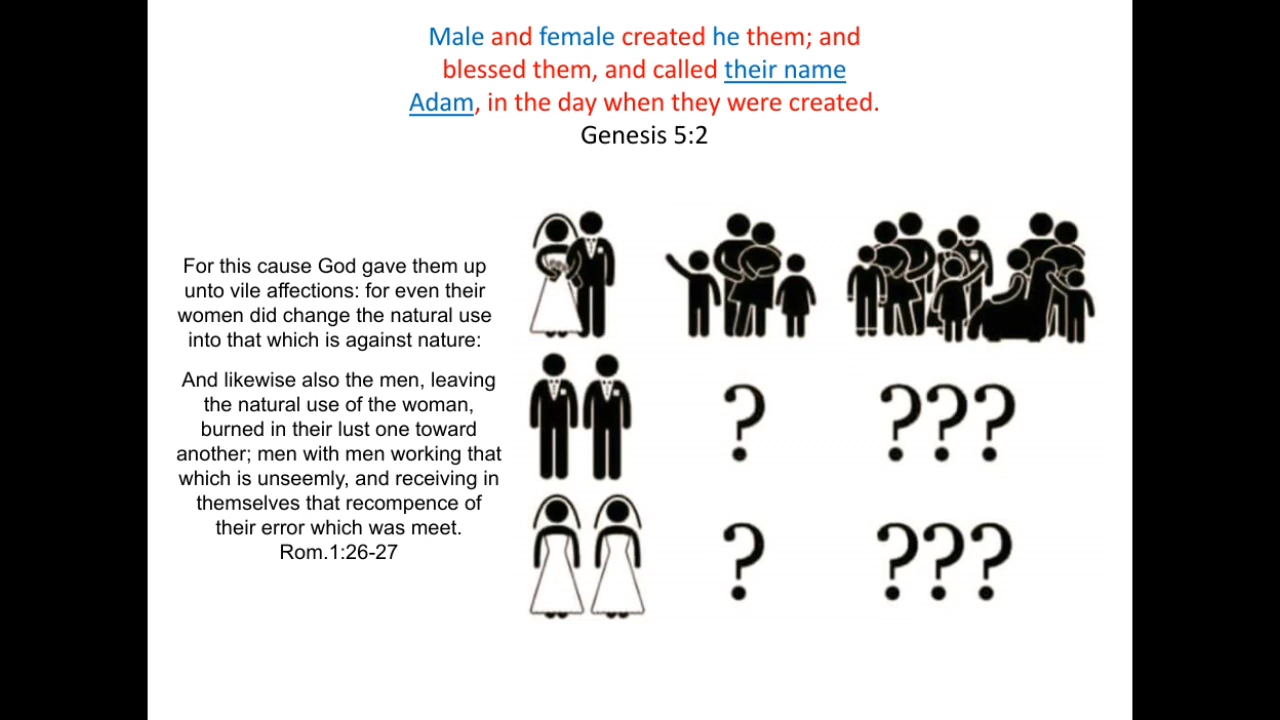 Male and female created he them; and
blessed them, and called their name
Adam, in the day when they were created.
Genesis 5:2
For this cause God gave them up
unto vile affections: for even their
women did change the natural use
into that which is against nature:
And likewise also the men, leaving
the natural use of the woman,
burned in their lust one toward
another; men with men working that
which is unseemly, and receiving in
themselves that recompence of
their error which was meet.
Rom.1:26-27
? ???
? ???